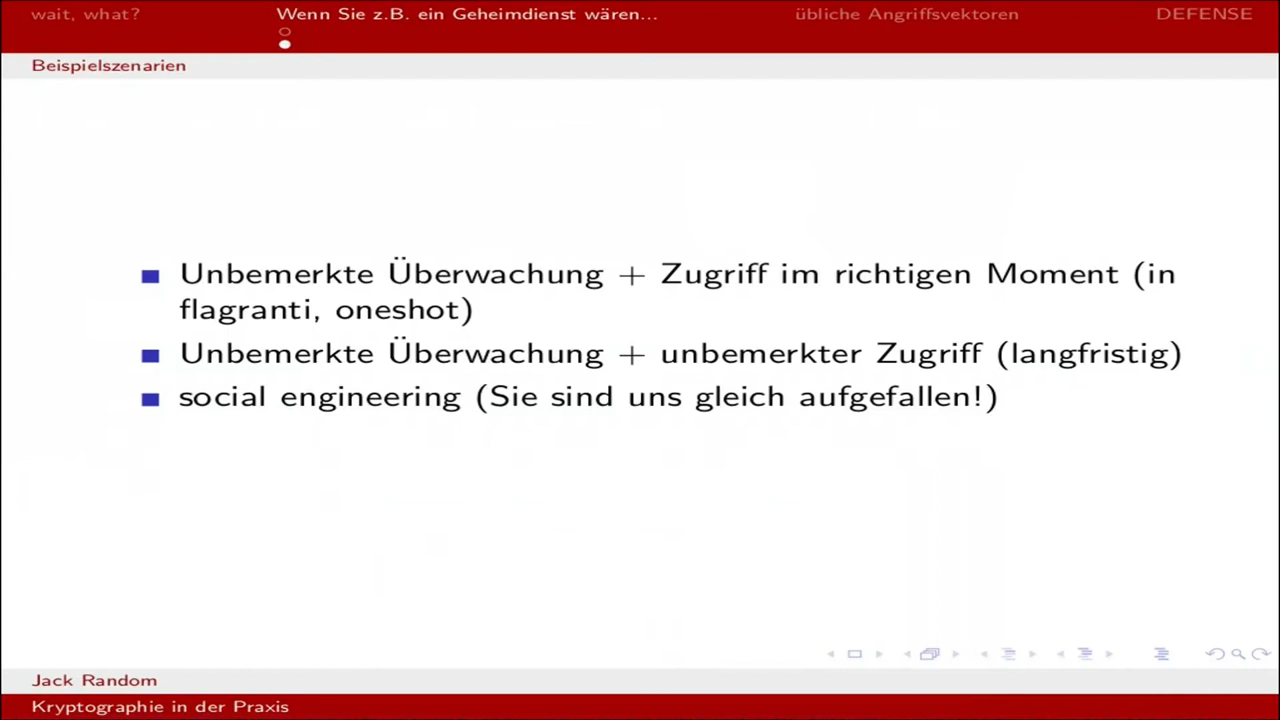 wait, what?
Wenn Sie z.B. ein Geheimdienst wären...
übliche Angriffsvektoren
DEFENSE
Beispielszenarien
Unbemerkte Überwachung + Zugriff im richtigen Moment (in
flagranti, oneshot)
Unbemerkte Überwachung + unbemerkter Zugriff (langfristig)
social engineering (Sie sind uns gleich aufgefallen!)
Jack Random
Kryptographie in der Praxis